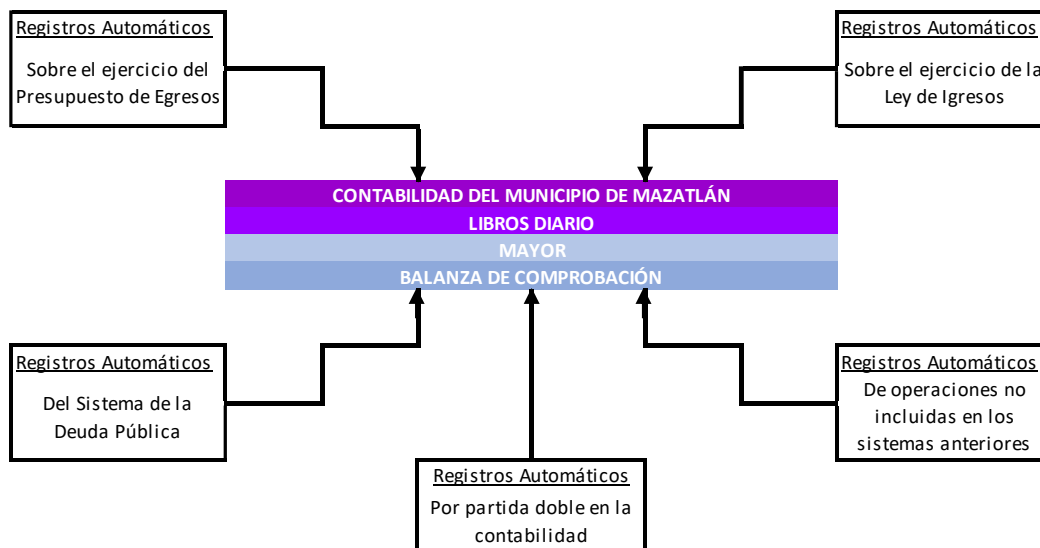 Registros Automáticos
Sobre el ejercicio del
Presupuesto de Egresos
Registros Automáticos
Sobre el ejercicio de la
Ley de Igresos
CONTABILIDAD DEL MUNICIPIO DE MAZATLÁN
LIBROS DIARIO
MAYOR
BALANZA DE COMPROBACIÓN
Registros Automáticos
Del Sistema de la
Deuda Pública
Registros Automáticos
De operaciones no
incluidas en los
sistemas anteriores
Registros Automáticos
Por partida doble en la
contabilidad